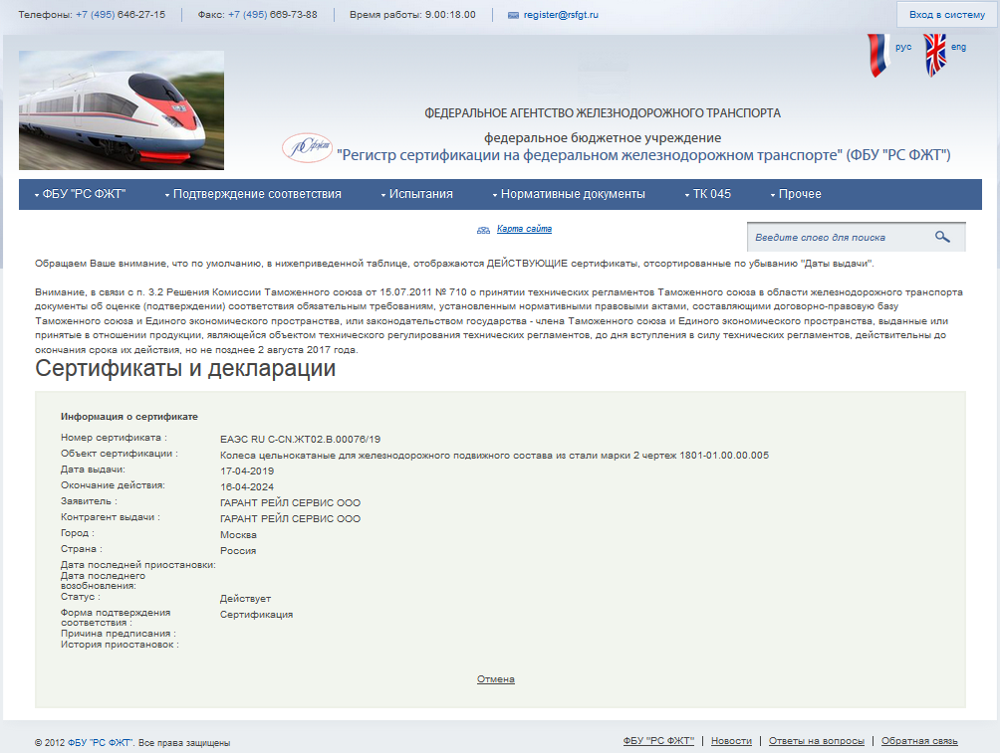 Телефоны: +7 (495) 646-27-15
Факс: +7 (495) 669-73-88
Время работы: 9.00:18.00
register@rsfgt.ru
Вход в систему
рус
eng
ФЕДЕРАЛЬНОЕ АГЕНТСТВО ЖЕЛЕЗНОДОРОЖНОГО ТРАНСПОРТА
федеральное бюджетное учреждение
"Регистр сертификации на федеральном железнодорожном транспорте" (ФБУ "РС ФЖТ")
ФБУ "РС ФЖТ"
Подтверждение соответствия
Испытания
Нормативные документы
ТК 045
Прочее
Карта сайта
Введите слово для поиска
Обращаем Ваше внимание, что по умолчанию, в нижеприведенной таблице, отображаются ДЕЙСТВУЮЩИЕ сертификаты, отсортированные по убыванию "Даты выдачи".
Внимание, в связи с п. 3.2 Решения Комиссии Таможенного союза от 15.07.2011 № 710 о принятии технических регламентов Таможенного союза в области железнодорожного транспорта
документы об оценке (подтверждении) соответствия обязательным требованиям, установленным нормативными правовыми актами, составляющими договорно-правовую базу
Таможенного союза и Единого экономического пространства, или законодательством государства - члена Таможенного союза и Единого экономического пространства, выданные или
принятые в отношении продукции, являющейся объектом технического регулирования технических регламентов, до дня вступления в силу технических регламентов, действительны до
окончания срока их действия, но не позднее 2 августа 2017 года.
Сертификаты и декларации
Информация о сертификате
Номер сертификата : ЕАЭС RU С-CN.ЖТ02.В.00076/19
Объект сертификации : Колеса цельнокатаные для железнодорожного подвижного состава из стали марки 2 чертеж 1801-01.00.00.005
Дата выдачи: 17-04-2019
Окончание действия: 16-04-2024
Заявитель : ГАРАНТ РЕЙЛ СЕРВИС ООО
Контрагент выдачи : ГАРАНТ РЕЙЛ СЕРВИС ООО
Город : Москва
Страна : Россия
Дата последней приостановки:
Дата последнего
возобновления:
Статус : Действует
Форма подтверждения
соответствия : Сертификация
Причина предписания :
История приостановок :
Отмена
© 2012 ФБУ "РС ФЖТ". Все права защищены
ФБУ "РС ФЖТ" | Новости | Ответы на вопросы | Обратная связь